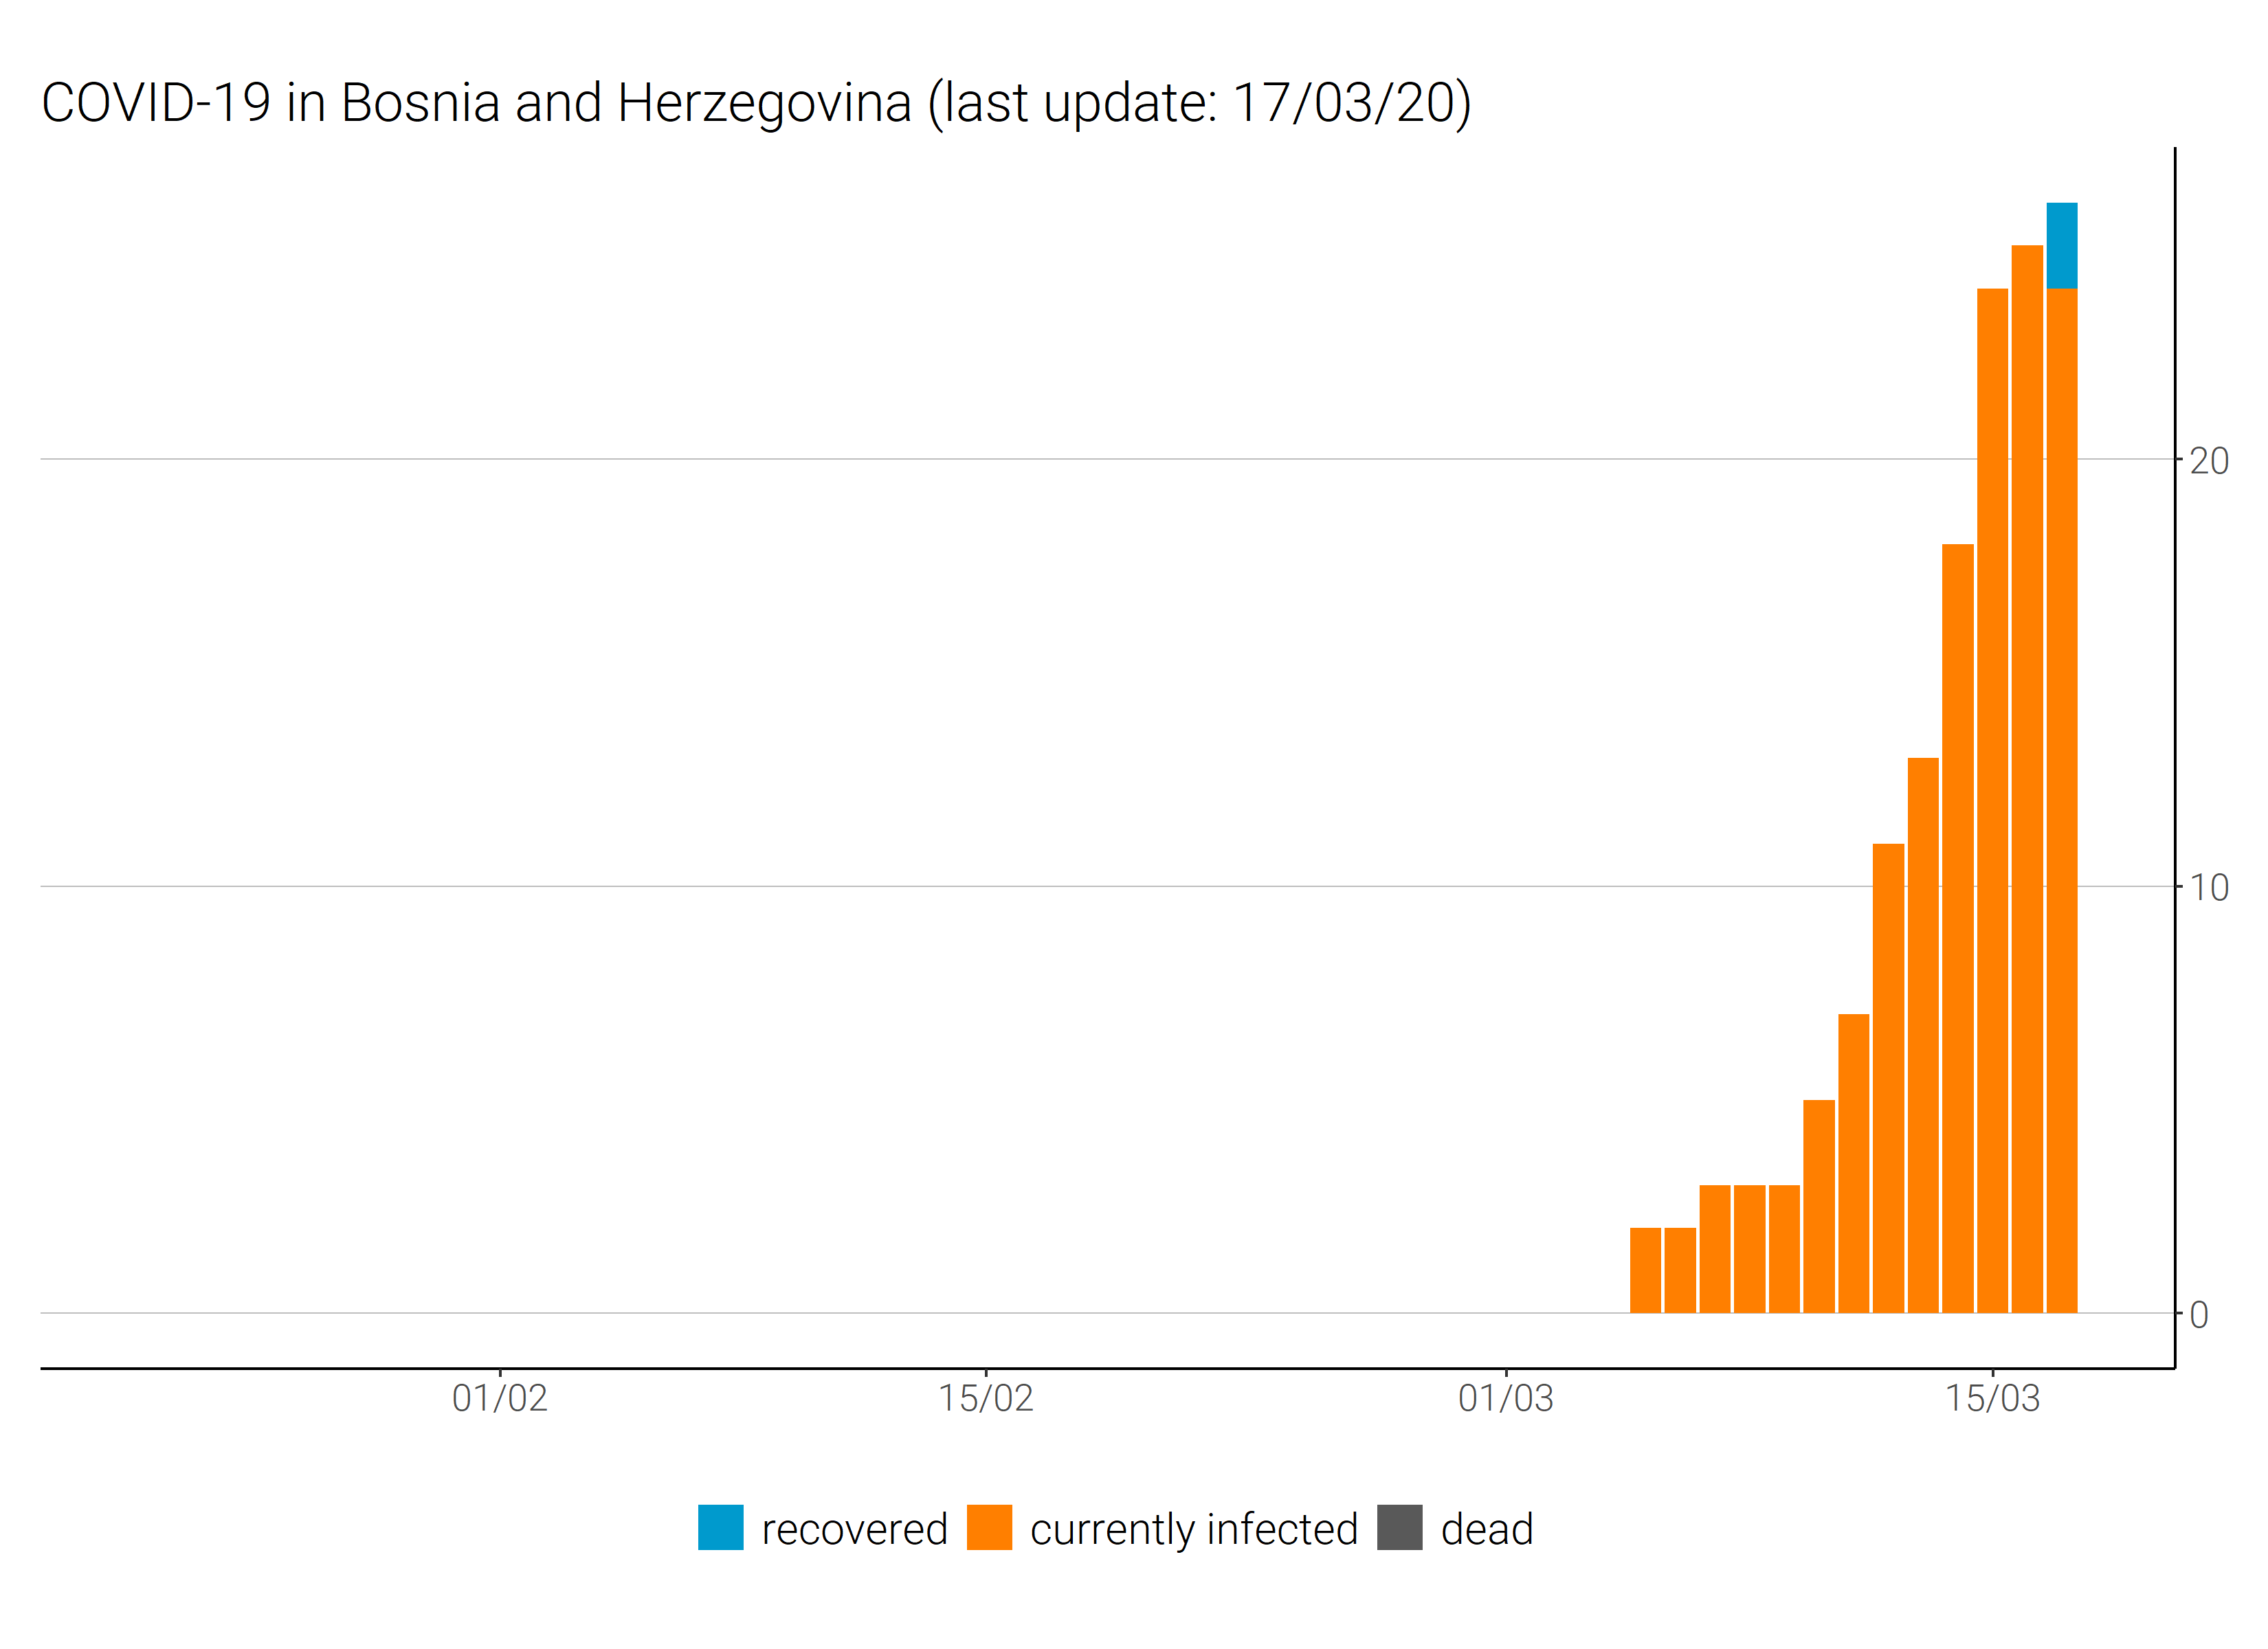 COVID-19 in Bosnia and Herzegovina (last update: 17/03/20)
20
10
0
01/02 15/02 01/03 15/03
recovered currently infected dead